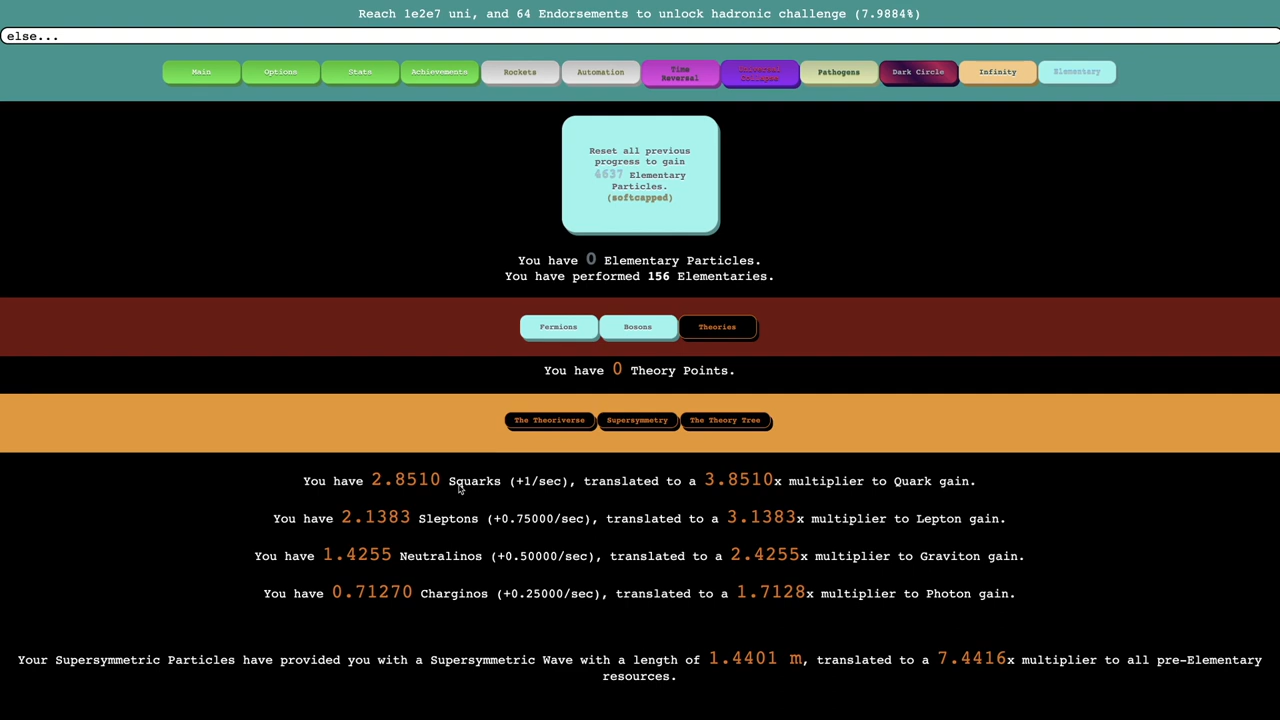 Reach 1e2e7 uni, and 64 Endorsements to unlock hadronic challenge (7.9884%)
else...
Main Options Stats Achievements Rockets Automation Time Reversal Universal Collapse Pathogens Dark Circle Infinity Elementary
Reset all previous
progress to gain
4637 Elementary
Particles.
(softcapped)
You have 0 Elementary Particles.
You have performed 156 Elementaries.
Fermions Bosons Theories
You have 0 Theory Points.
The Theoriverse Supersymmetry The Theory Tree
You have 2.8510 Squarks (+1/sec), translated to a 3.8510x multiplier to Quark gain.
You have 2.1383 Sleptons (+0.75000/sec), translated to a 3.1383x multiplier to Lepton gain.
You have 1.4255 Neutralinos (+0.50000/sec), translated to a 2.4255x multiplier to Graviton gain.
You have 0.71270 Charginos (+0.25000/sec), translated to a 1.7128x multiplier to Photon gain.
Your Supersymmetric Particles have provided you with a Supersymmetric Wave with a length of 1.4401 m, translated to a 7.4416x multiplier to all pre-Elementary
resources.